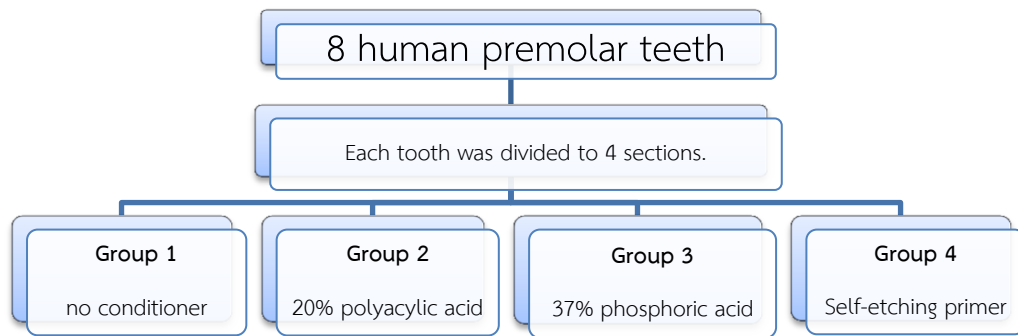 8 human premolar teeth
Each tooth was divided to 4 sections.
Group 1
no conditioner
Group 2
20% polyacylic acid
Group 3
37% phosphoric acid
Group 4
Self-etching primer